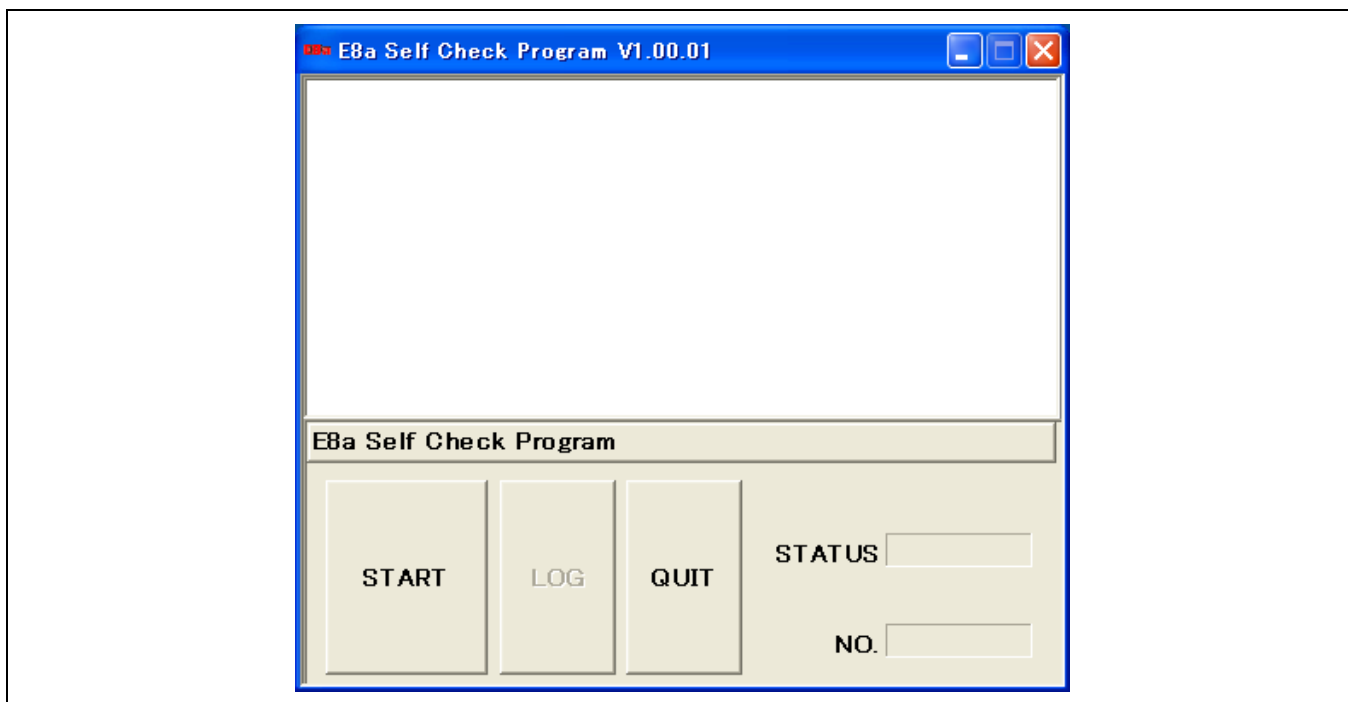 E8a Self Check Program V1.00.01
E8a Self Check Program
START
LOG
QUIT
STATUS
NO.